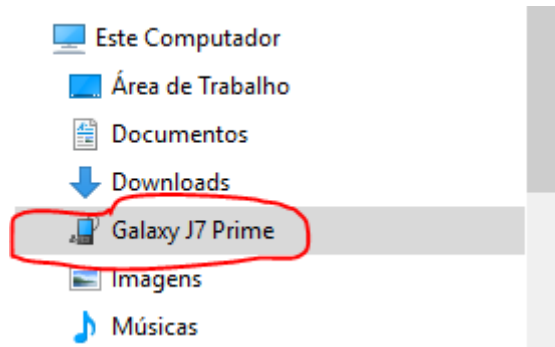 Este Computador
Área de Trabalho
Documentos
Downloads
Galaxy J7 Prime
Imagens
Músicas